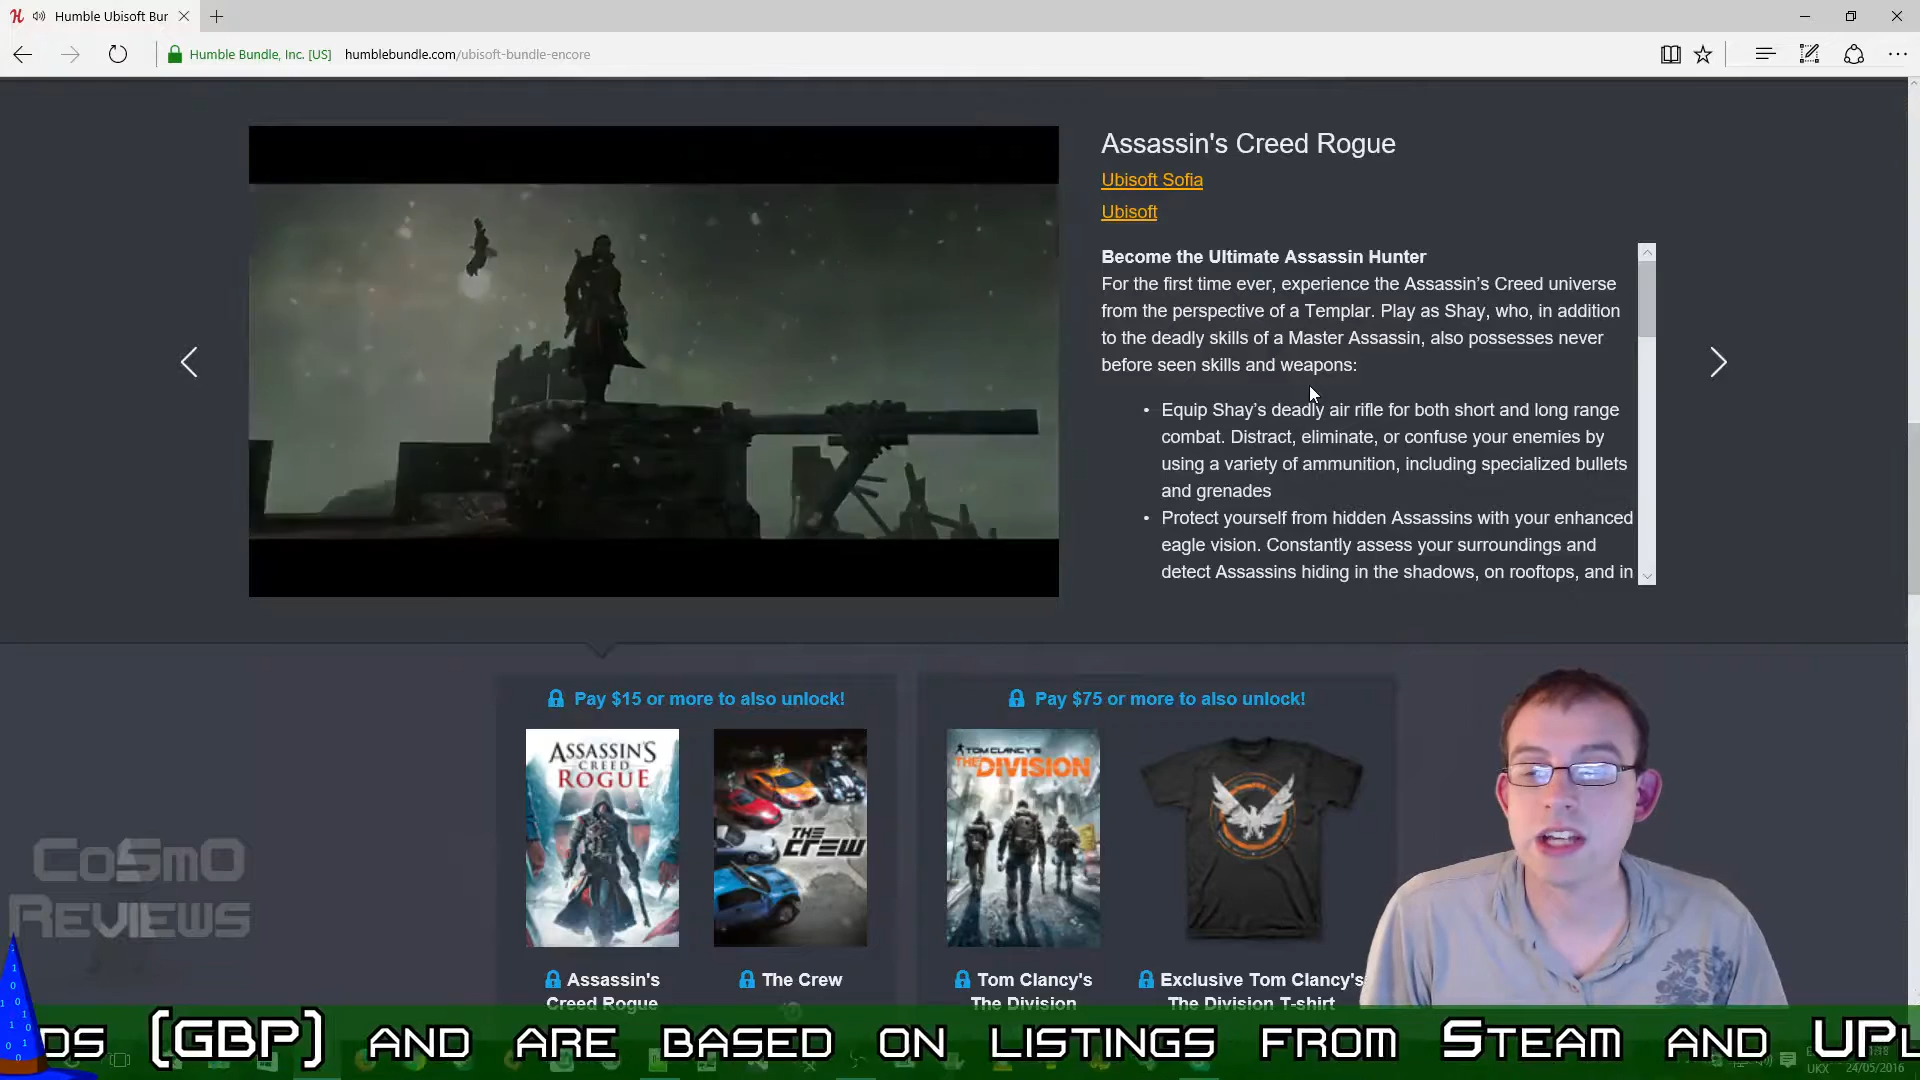 Humble Ubisoft Bur
Humble Bundle, Inc. [US]
humblebundle.com/ubisoft-bundle-encore
Assassin's Creed Rogue
Ubisoft Sofia
Ubisoft
Become the Ultimate Assassin Hunter
For the first time ever, experience the Assassin's Creed universe
from the perspective of a Templar. Play as Shay, who, in addition
to the deadly skills of a Master Assassin, also possesses never
before seen skills and weapons:
• Equip Shay's deadly air rifle for both short and long range
combat. Distract, eliminate, or confuse your enemies by
using a variety of ammunition, including specialized bullets
and grenades
• Protect yourself from hidden Assassins with your enhanced
eagle vision. Constantly assess your surroundings and
detect Assassins hiding in the shadows, on rooftops, and in
Pay $15 or more to also unlock!
Pay $75 or more to also unlock!
ASSASSIN'S
CREED
ROGUE
THE
CREW
TOM CLANCY'S
THE DIVISION
Assassin's
Creed Rogue
The Crew
Tom Clancy's
The Division
Exclusive Tom Clancy's
The Division T-shirt
CoSmO
Reviews
ds (GBP) and are based on listings from Steam and UPl
UKX
24/05/2016